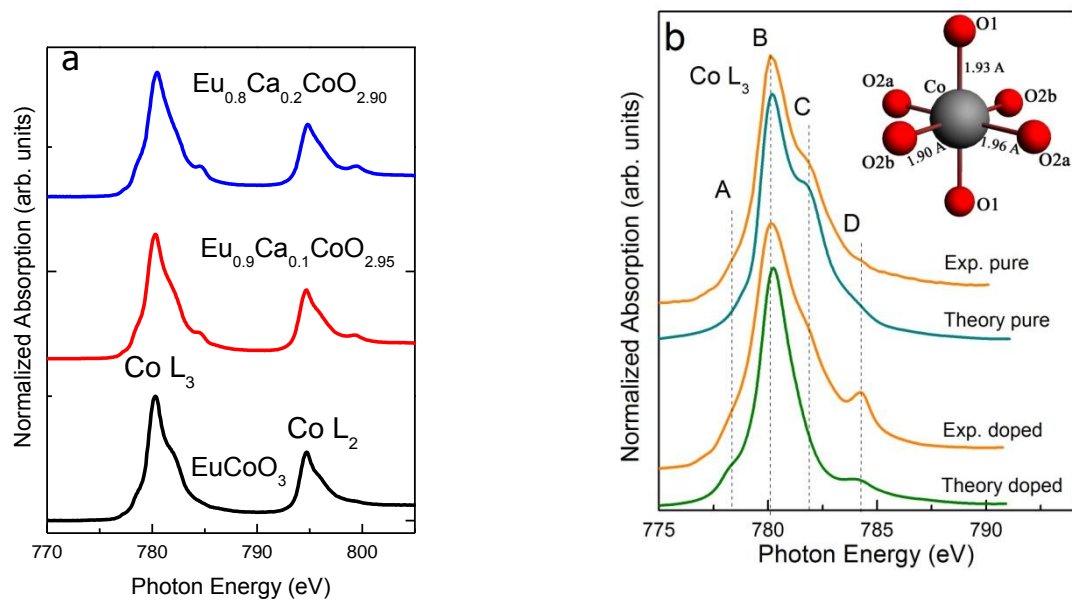 a
Eu0.8Ca0.2CoO2.90
Eu0.9Ca0.1CoO2.95
Co L3
Co L2
EuCoO3
Normalized Absorption (arb. units)
770 780 790 800
Photon Energy (eV)
b
B
Co L3
C
A
D
O1
1.93 A
O2a
Co
O2b
O2b
1.90 A
1.96 A
O2a
O1
Exp. pure
Theory pure
Exp. doped
Theory doped
Normalized Absorption (arb. units)
775 780 785 790
Photon Energy (eV)